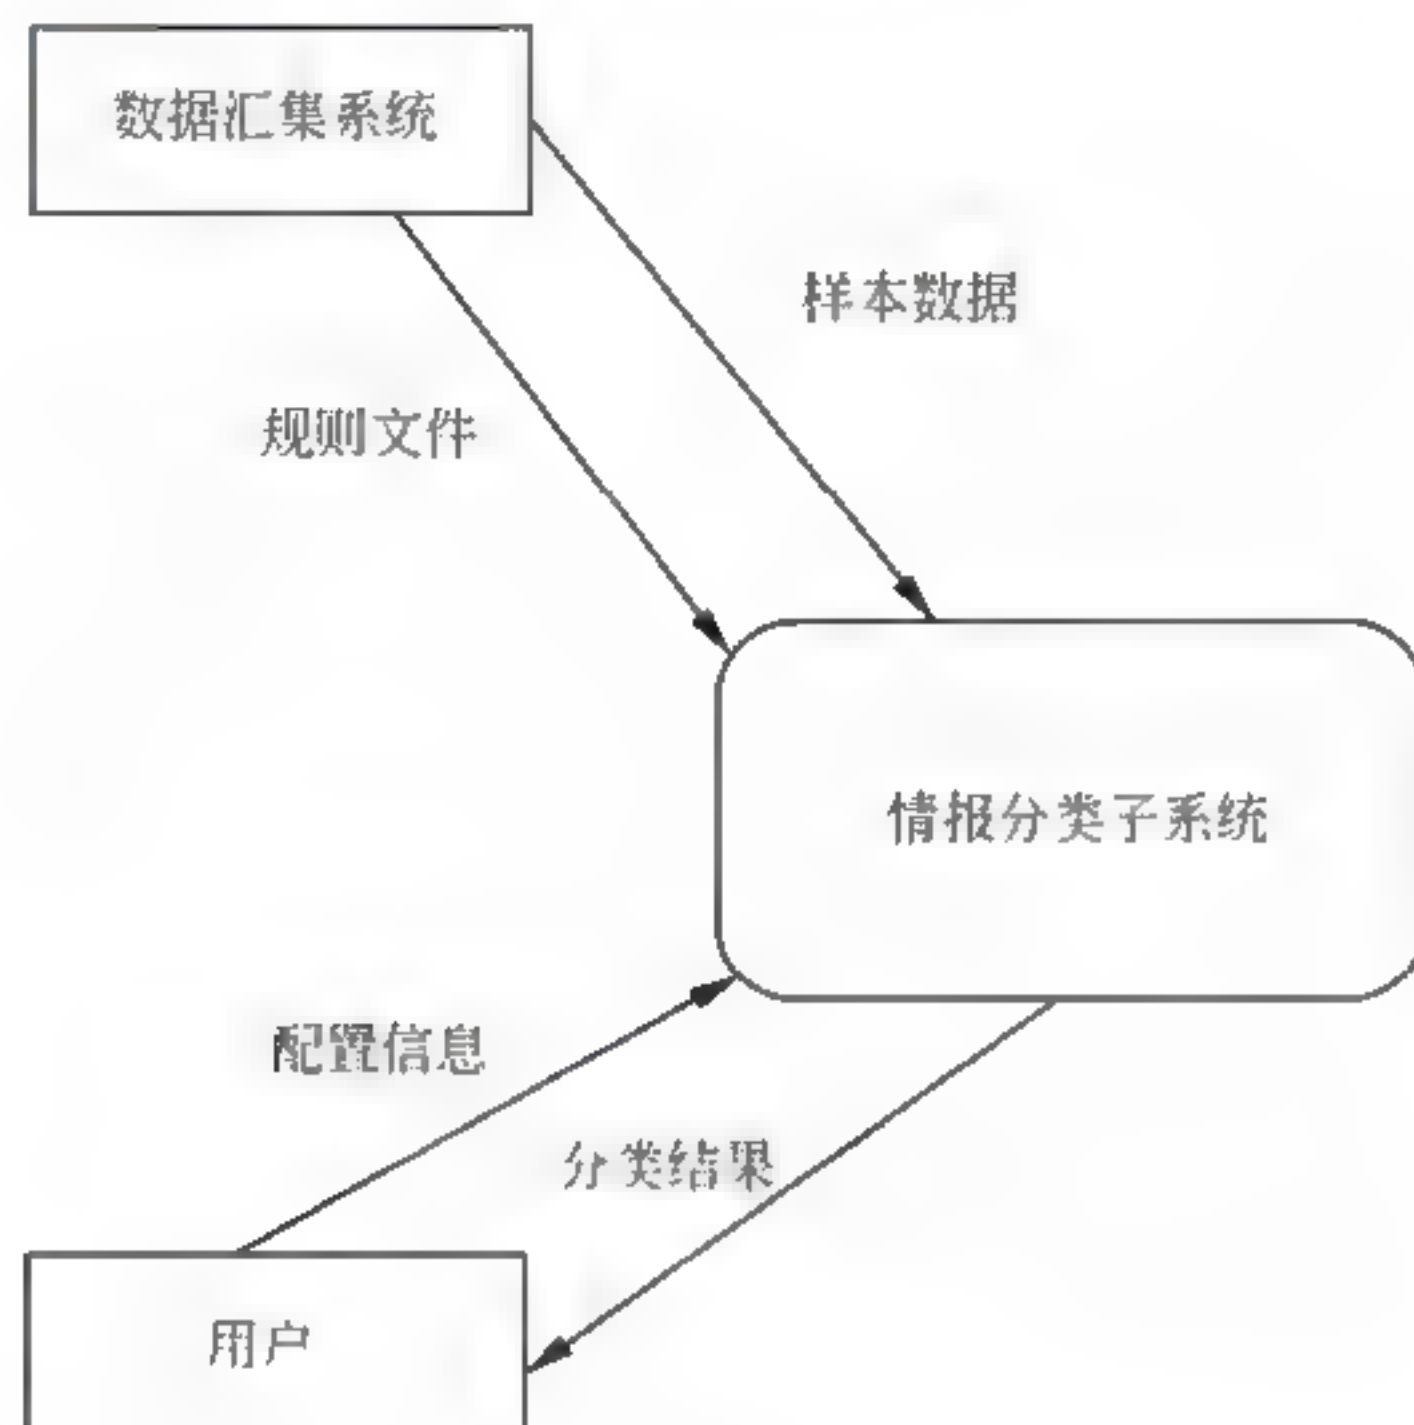 数据汇集系统
样本数据
规则文件
情报分类子系统
配置信息
分类结果
用户